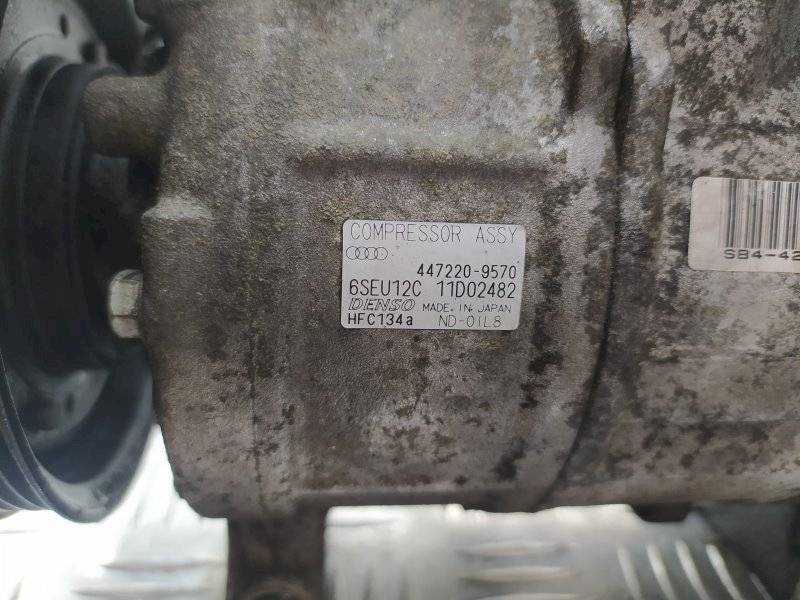 COMPRESSOR ASSY
447220-9570
6SEU12C 11D02482
DENSO MADE IN JAPAN
HFC134a ND-OIL8
SB4-42